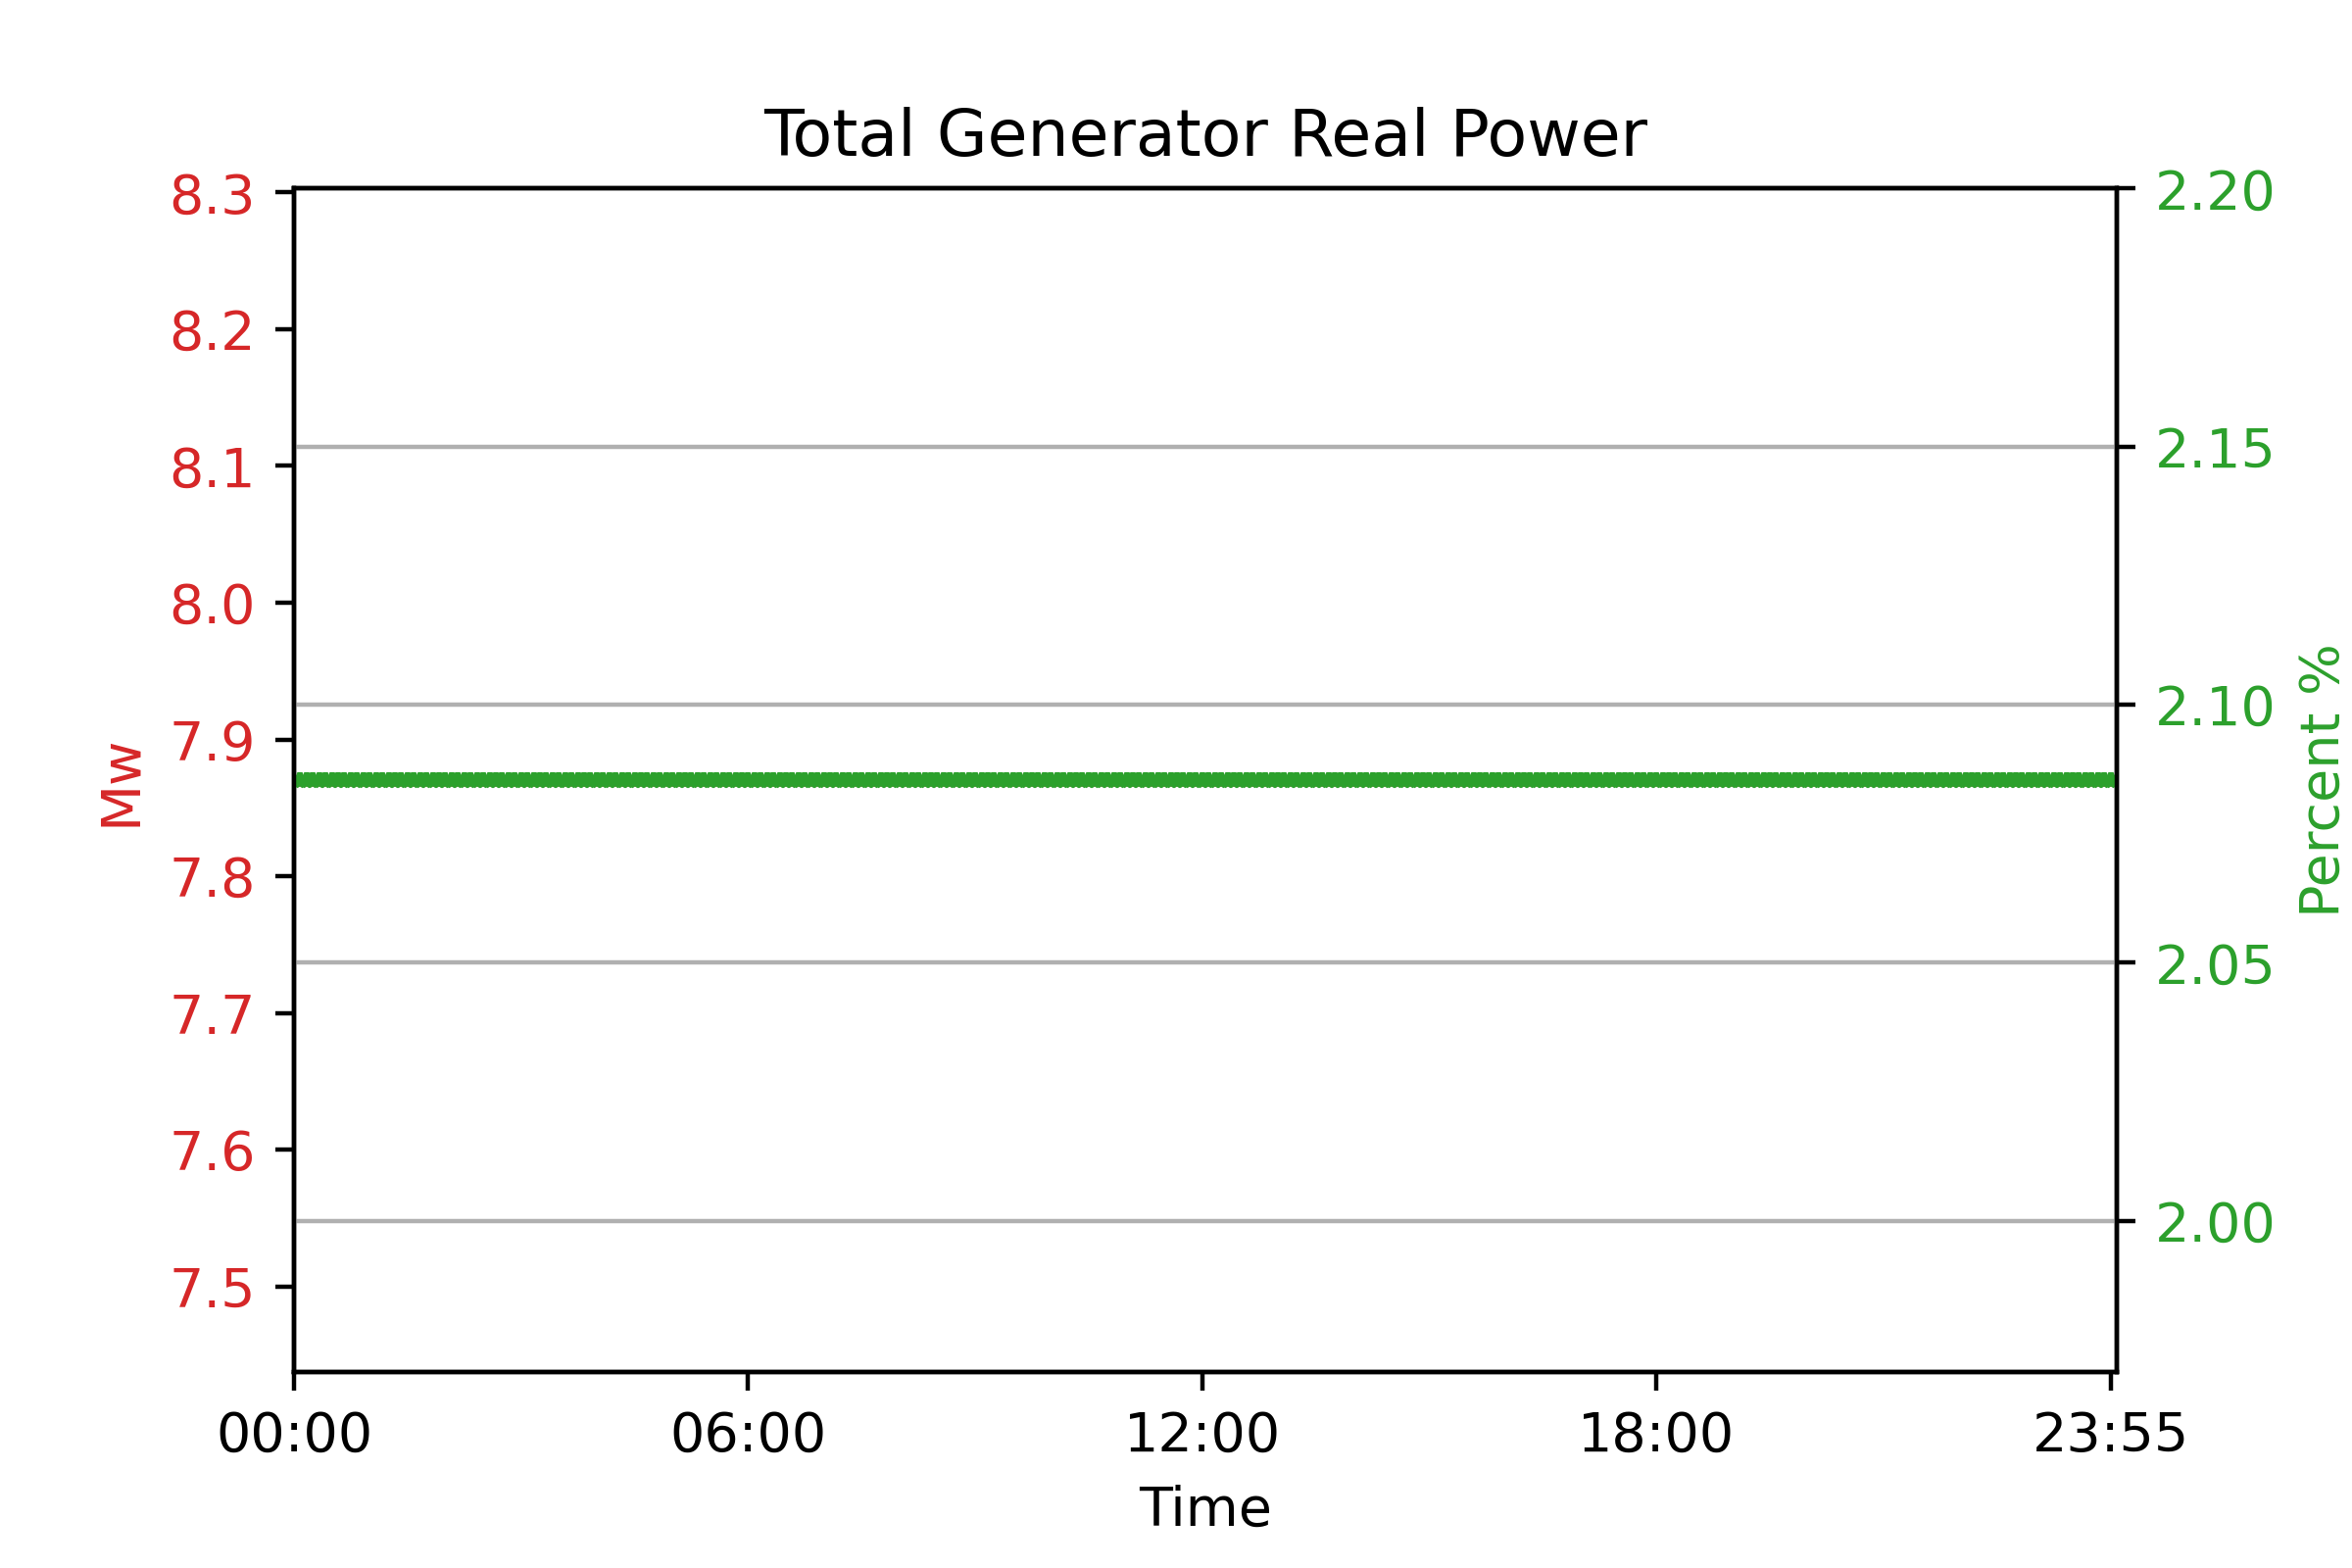 Total Generator Real Power
8.3
8.2
8.1
8.0
7.9
7.8
7.7
7.6
7.5
Mw
2.20
2.15
2.10
2.05
2.00
Percent %
00:00 06:00 12:00 18:00 23:55
Time